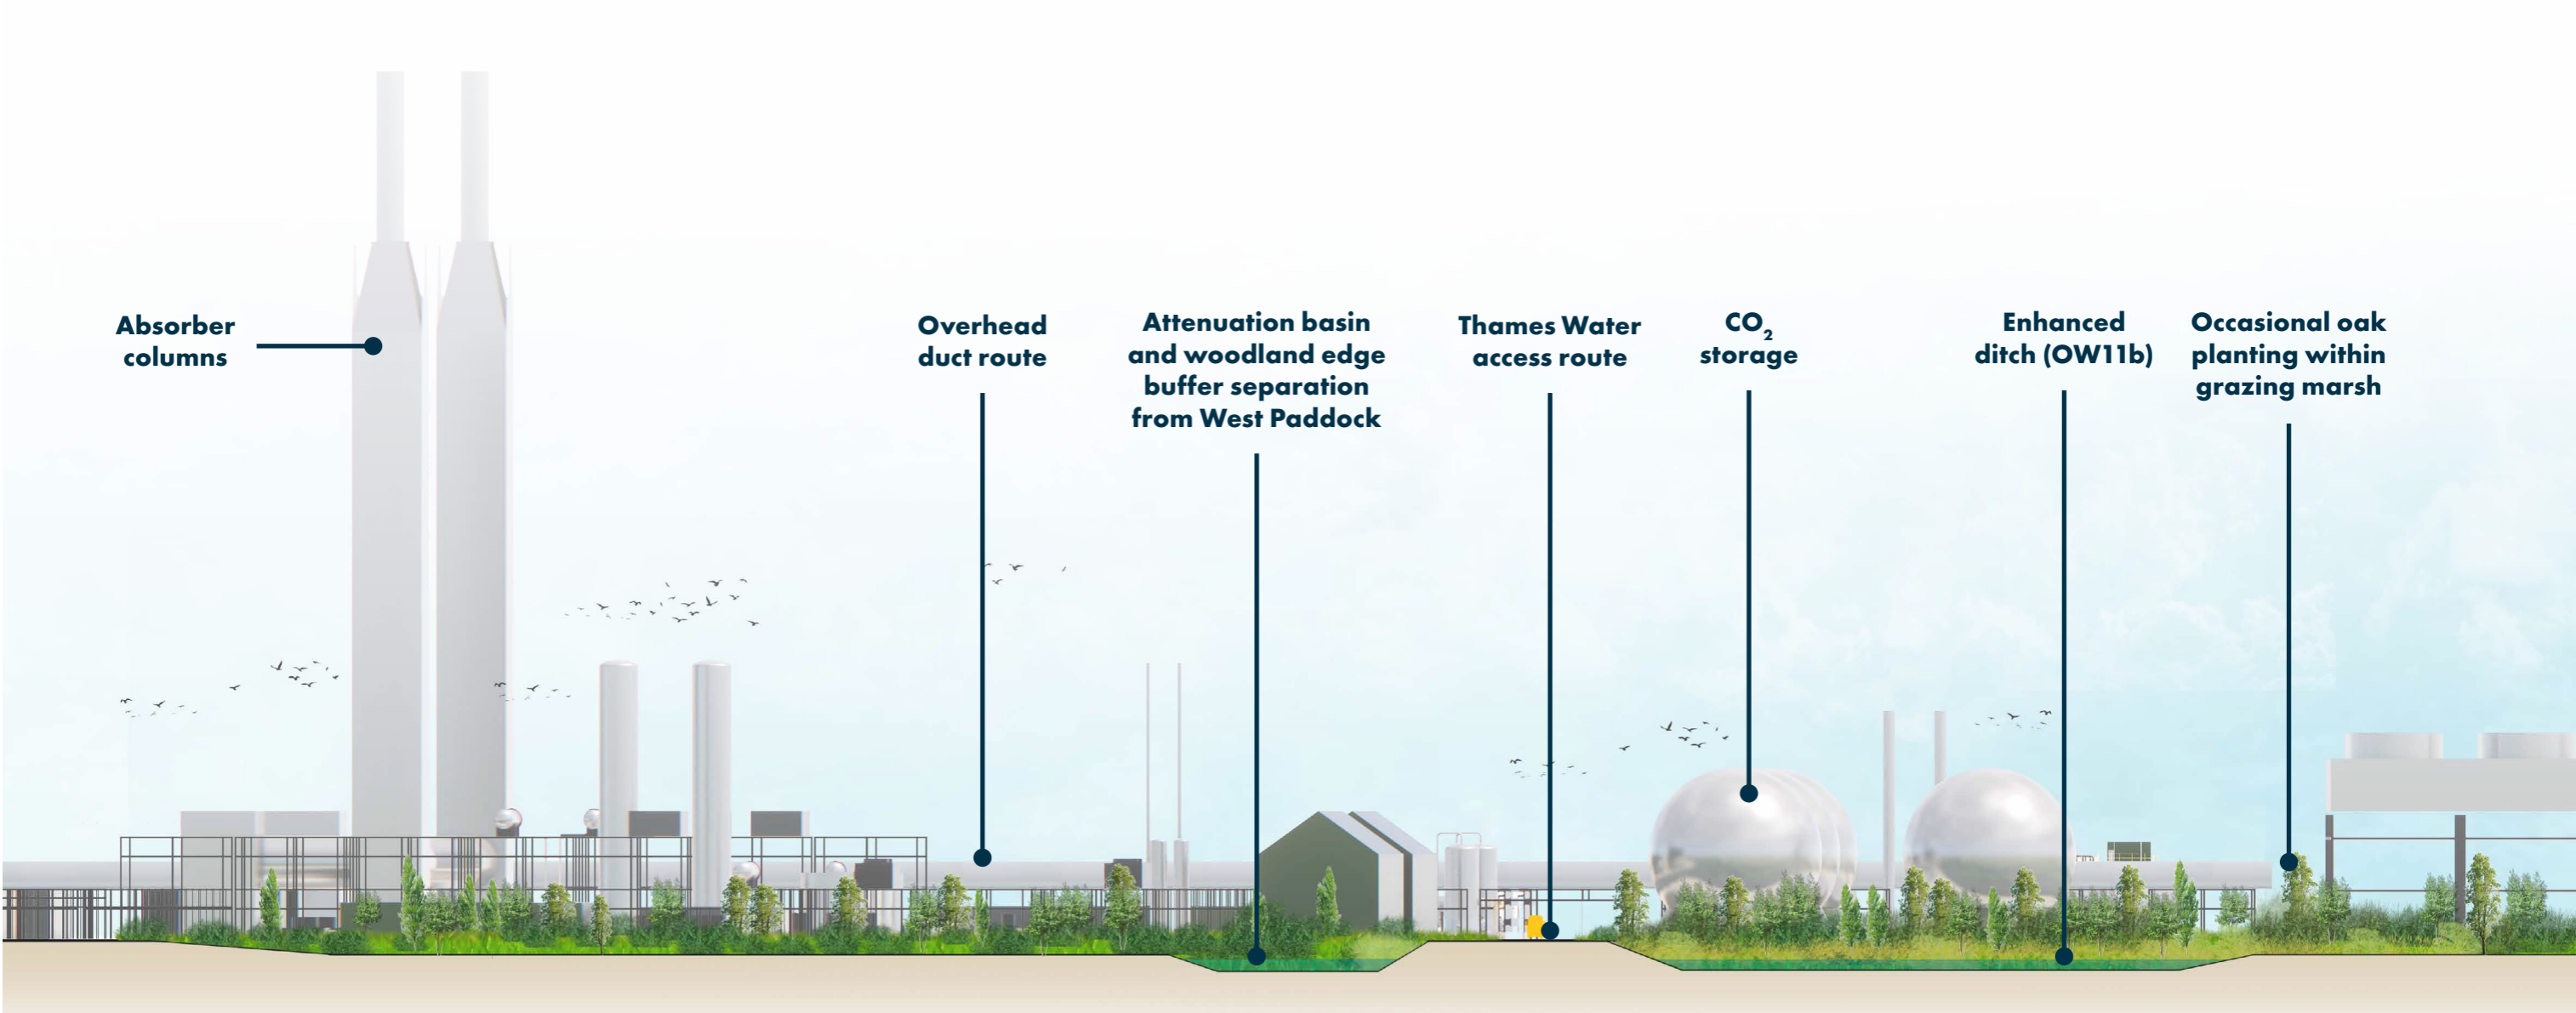 Absorber
columns
Overhead
duct route
Attenuation basin
and woodland edge
buffer separation
from West Paddock
Thames Water
access route
CO₂
storage
Enhanced
ditch (OW11b)
Occasional oak
planting within
grazing marsh